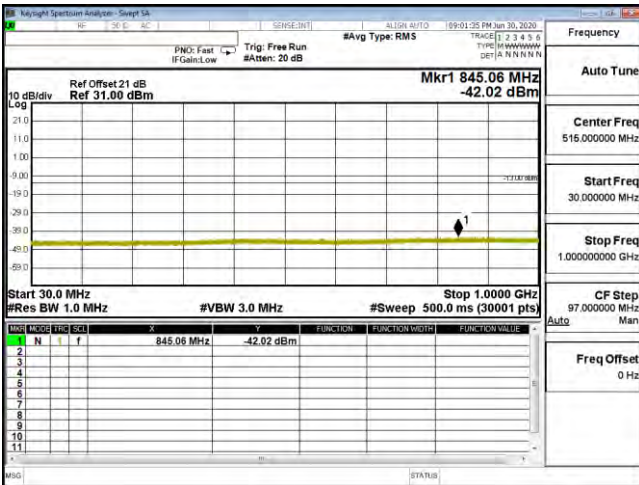 Keysight Spectrum Analyzer - Swept SA
RF 50 Ω AC SENSE:INT ALIGN AUTO 09:01:35 PM Jun 30, 2020
#Avg Type: RMS TRACE 1 2 3 4 5 6
PNO: Fast Trig: Free Run TYPE M WWWWW
IFGain:Low #Atten: 20 dB DET A N N N N N
Ref Offset 21 dB
10 dB/div Ref 31.00 dBm
Mkr1 845.06 MHz
-42.02 dBm
Log
21.0
11.0
1.00
-9.00
-13.00 dBm
-19.0
-29.0
-39.0
-49.0
-59.0
1
Start 30.0 MHz Stop 1.0000 GHz
#Res BW 1.0 MHz #VBW 3.0 MHz #Sweep 500.0 ms (30001 pts)
MKR MODE TRC SCL X Y FUNCTION FUNCTION WIDTH FUNCTION VALUE
1 N 1 f 845.06 MHz -42.02 dBm
2
3
4
5
6
7
8
9
10
11
MSG STATUS
Frequency
Auto Tune
Center Freq
515.000000 MHz
Start Freq
30.000000 MHz
Stop Freq
1.000000000 GHz
CF Step
97.000000 MHz
Auto Man
Freq Offset
0 Hz